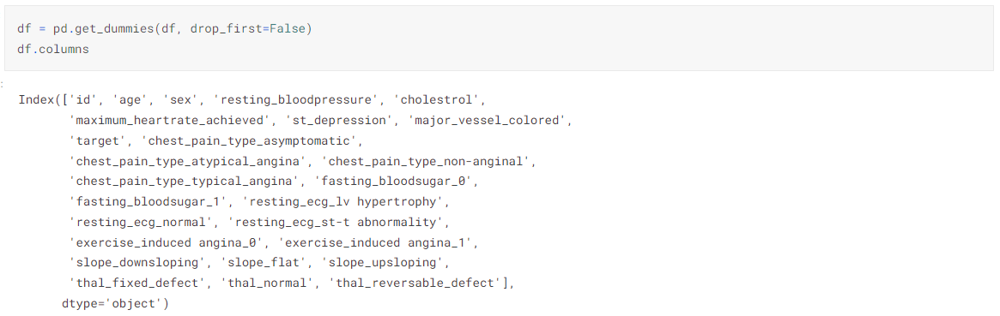 df = pd.get_dummies(df, drop_first=False)
df.columns
:
Index(['id', 'age', 'sex', 'resting_bloodpressure', 'cholestrol',
'maximum_heartrate_achieved', 'st_depression', 'major_vessel_colored',
'target', 'chest_pain_type_asymptomatic',
'chest_pain_type_atypical_angina', 'chest_pain_type_non-anginal',
'chest_pain_type_typical_angina', 'fasting_bloodsugar_0',
'fasting_bloodsugar_1', 'resting_ecg_lv hypertrophy',
'resting_ecg_normal', 'resting_ecg_st-t abnormality',
'exercise_induced angina_0', 'exercise_induced angina_1',
'slope_downsloping', 'slope_flat', 'slope_upsloping',
'thal_fixed_defect', 'thal_normal', 'thal_reversable_defect'],
dtype='object')